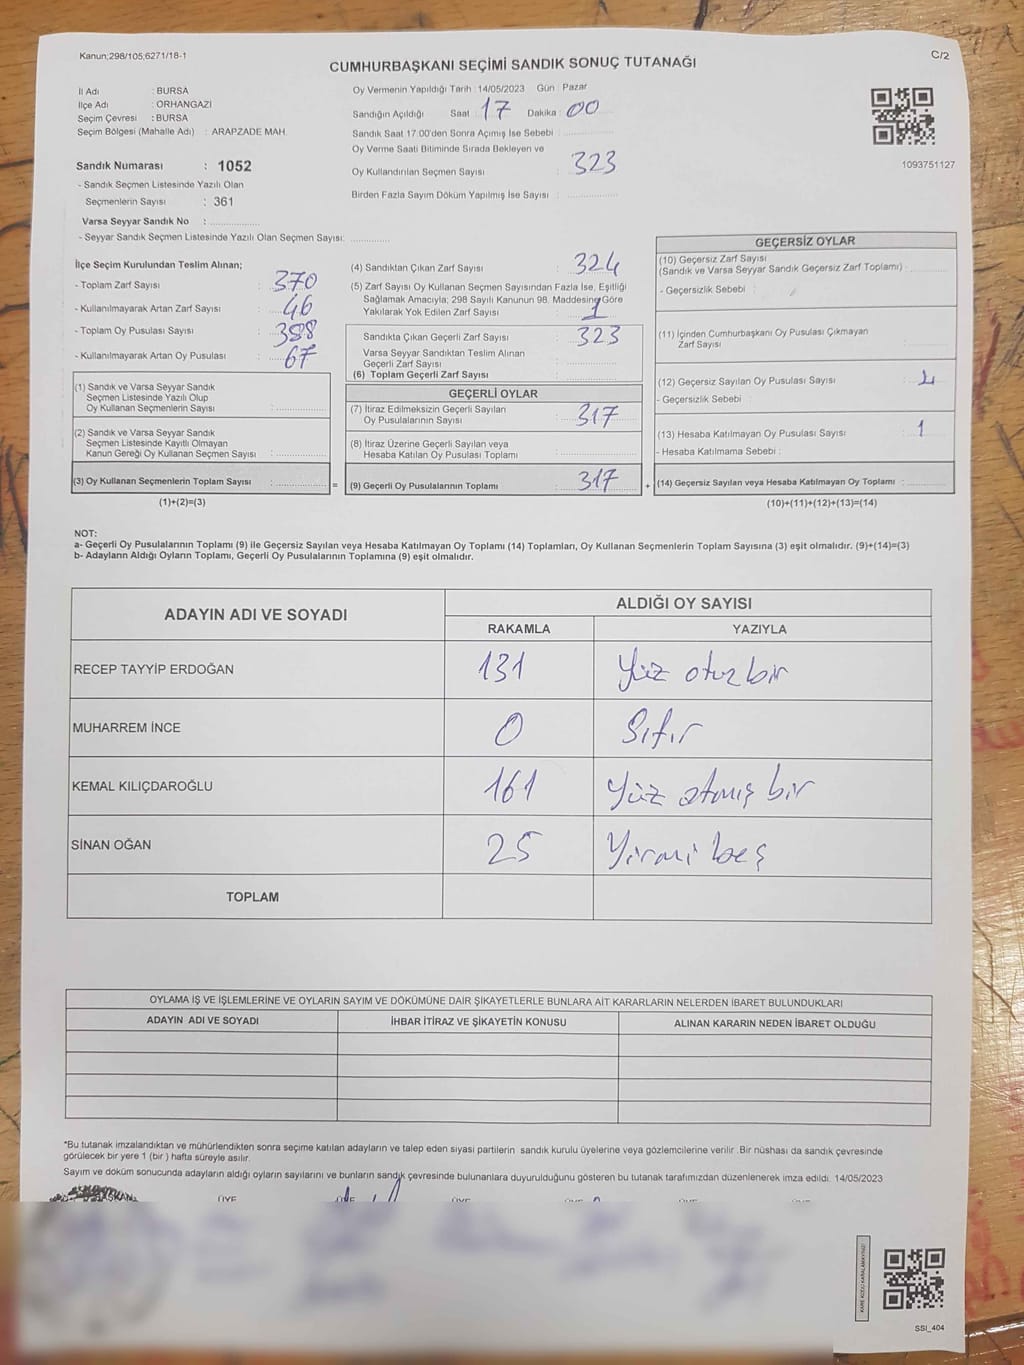 Kanun;298/105;6271/18-1
C/2
CUMHURBAŞKANI SEÇİMİ SANDIK SONUÇ TUTANAĞI
İl Adı : BURSA
İlçe Adı : ORHANGAZİ
Seçim Çevresi : BURSA
Seçim Bölgesi (Mahalle Adı) : ARAPZADE MAH.
Sandık Numarası : 1052
- Sandık Seçmen Listesinde Yazılı Olan
Seçmenlerin Sayısı : 361
Varsa Seyyar Sandık No :
- Seyyar Sandık Seçmen Listesinde Yazılı Olan Seçmen Sayısı:
Oy Vermenin Yapıldığı Tarih : 14/05/2023 Gün : Pazar
Sandığın Açıldığı Saat : 17 Dakika : 00
Sandık Saat 17:00'den Sonra Açımış İse Sebebi :
Oy Verme Saati Bitiminde Sırada Bekleyen ve
Oy Kullandırılan Seçmen Sayısı : 323
Birden Fazla Sayım Döküm Yapılmış İse Sayısı :
1093751127
İlçe Seçim Kurulundan Teslim Alınan;
- Toplam Zarf Sayısı : 370
- Kullanılmayarak Artan Zarf Sayısı : 46
- Toplam Oy Pusulası Sayısı : 388
- Kullanılmayarak Artan Oy Pusulası : 67
(1) Sandık ve Varsa Seyyar Sandık
Seçmen Listesinde Yazılı Olup
Oy Kullanan Seçmenlerin Sayısı :
(2) Sandık ve Varsa Seyyar Sandık
Seçmen Listesinde Kayıtlı Olmayan
Kanun Gereği Oy Kullanan Seçmen Sayısı :
(3) Oy Kullanan Seçmenlerin Toplam Sayısı :
(1)+(2)=(3)
=
(4) Sandıktan Çıkan Zarf Sayısı : 324
(5) Zarf Sayısı Oy Kullanan Seçmen Sayısından Fazla İse, Eşitliği
Sağlamak Amacıyla; 298 Sayılı Kanunun 98. Maddesine Göre
Yakılarak Yok Edilen Zarf Sayısı : 1
Sandıkta Çıkan Geçerli Zarf Sayısı : 323
Varsa Seyyar Sandıktan Teslim Alınan
Geçerli Zarf Sayısı :
(6) Toplam Geçerli Zarf Sayısı :
GEÇERLİ OYLAR
(7) İtiraz Edilmeksizin Geçerli Sayılan
Oy Pusulalarının Sayısı : 317
(8) İtiraz Üzerine Geçerli Sayılan veya
Hesaba Katılan Oy Pusulası Toplamı :
(9) Geçerli Oy Pusulalarının Toplamı : 317
+
GEÇERSİZ OYLAR
(10) Geçersiz Zarf Sayısı
(Sandık ve Varsa Seyyar Sandık Geçersiz Zarf Toplamı) :
- Geçersizlik Sebebi :
(11) İçinden Cumhurbaşkanı Oy Pusulası Çıkmayan
Zarf Sayısı :
(12) Geçersiz Sayılan Oy Pusulası Sayısı :
- Geçersizlik Sebebi :
(13) Hesaba Katılmayan Oy Pusulası Sayısı : 1
- Hesaba Katılmama Sebebi :
(14) Geçersiz Sayılan veya Hesaba Katılmayan Oy Toplamı :
(10)+(11)+(12)+(13)=(14)
NOT:
a- Geçerli Oy Pusulalarının Toplamı (9) ile Geçersiz Sayılan veya Hesaba Katılmayan Oy Toplamı (14) Toplamları, Oy Kullanan Seçmenlerin Toplam Sayısına (3) eşit olmalıdır. (9)+(14)=(3)
b- Adayların Aldığı Oyların Toplamı, Geçerli Oy Pusulalarının Toplamına (9) eşit olmalıdır.
ADAYIN ADI VE SOYADI
ALDIĞI OY SAYISI
RAKAMLA YAZIYLA
RECEP TAYYİP ERDOĞAN 131 Yüz otuz bir
MUHARREM İNCE 0 Sıfır
KEMAL KILIÇDAROĞLU 161 Yüz atmış bir
SİNAN OĞAN 25 Yirmi beş
TOPLAM
OYLAMA İŞ VE İŞLEMLERİNE VE OYLARIN SAYIM VE DÖKÜMÜNE DAİR ŞİKAYETLERLE BUNLARA AİT KARARLARIN NELERDEN İBARET BULUNDUKLARI
ADAYIN ADI VE SOYADI İHBAR İTİRAZ VE ŞİKAYETİN KONUSU ALINAN KARARIN NEDEN İBARET OLDUĞU
*Bu tutanak imzalandıktan ve mühürlendikten sonra seçime katılan adayların ve talep eden siyasi partilerin sandık kurulu üyelerine veya gözlemcilerine verilir .Bir nüshası da sandık çevresinde
görülecek bir yere 1 (bir ) hafta süreyle asılır.
Sayım ve döküm sonucunda adayların aldığı oyların sayılarını ve bunların sandık çevresinde bulunanlara duyurulduğunu gösteren bu tutanak tarafımızdan düzenlenerek imza edildi. 14/05/2023
BAŞKAN ÜYE ÜYE ÜYE ÜYE ÜYE
KARE KODU KARALAMAYINIZ!
SSI_404